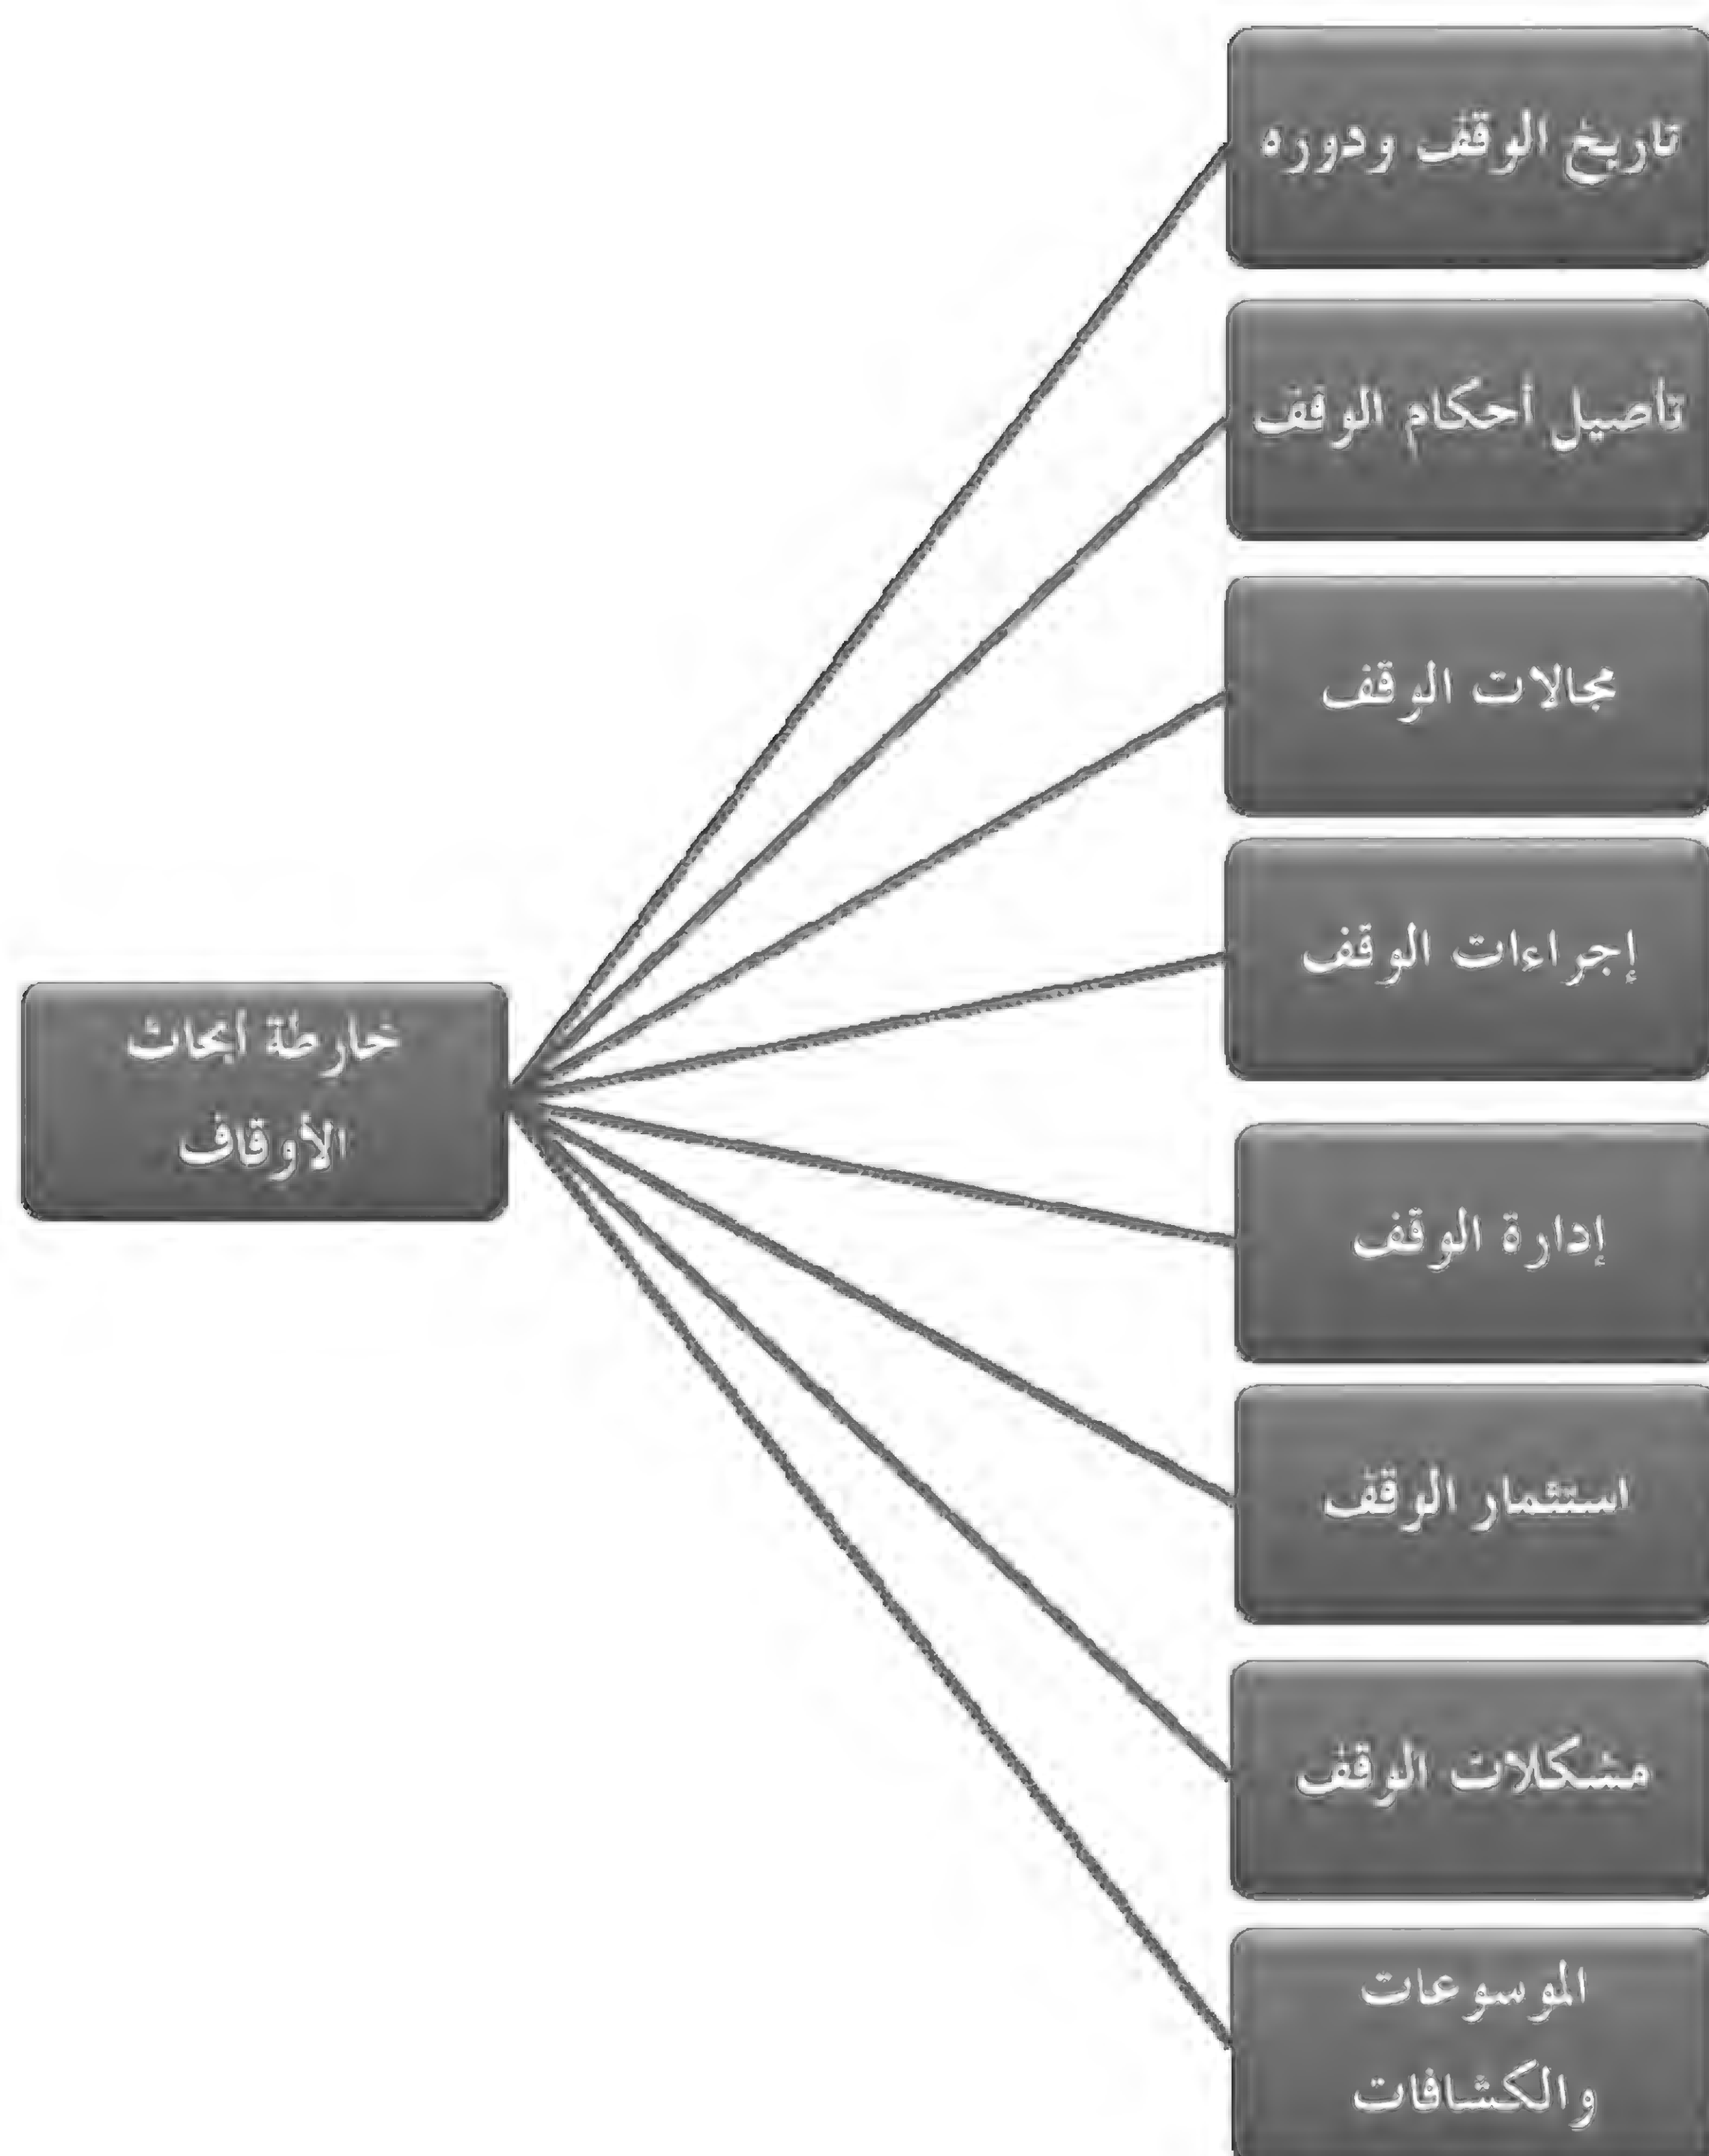 تاريخ الوقف ودوره
تأصيل أحكام الوقف
مجالات الوقف
إجراءات الوقف
خارطة أبحاث
الأوقاف
إدارة الوقف
استثمار الوقف
مشكلات الوقف
الموسوعات
والكشافات